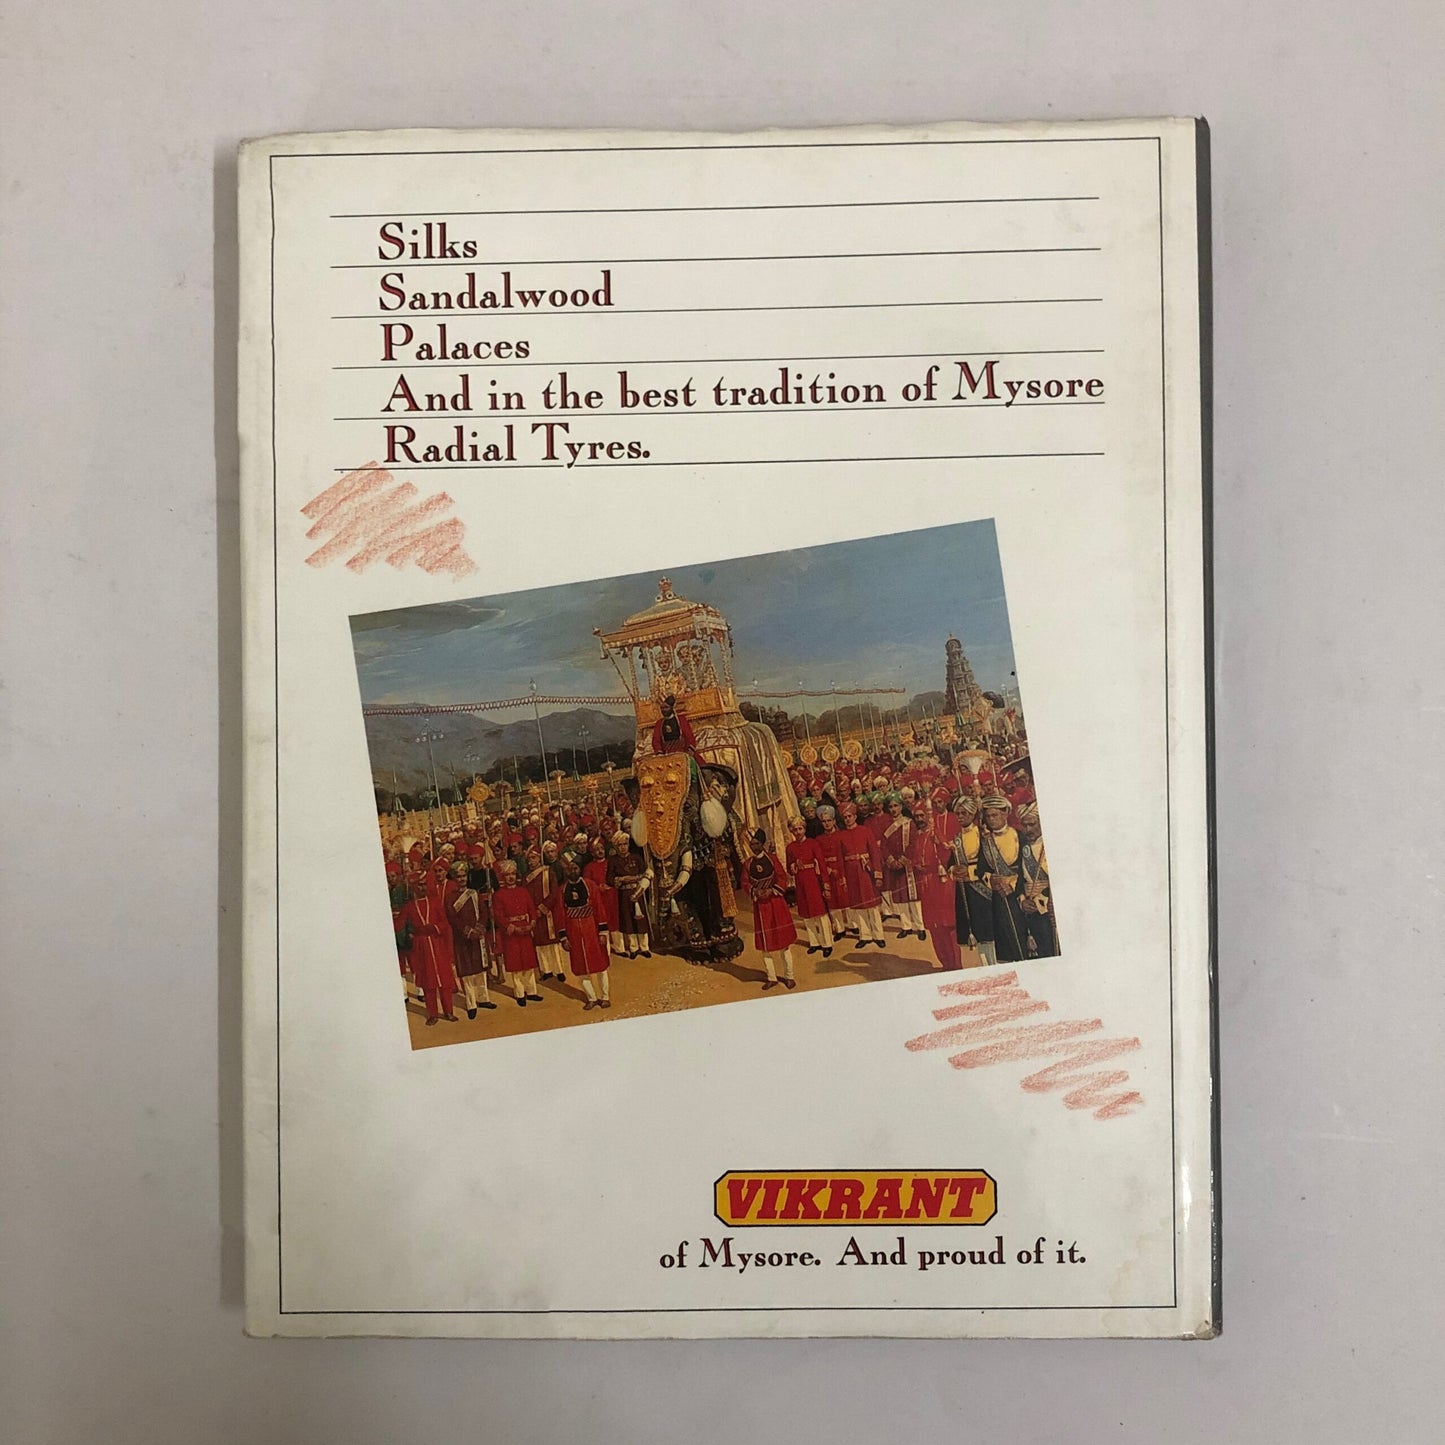 Silks
Sandalwood
Palaces
And in the best tradition of Mysore
Radial Tyres.
VIKRANT
of Mysore. And proud of it.